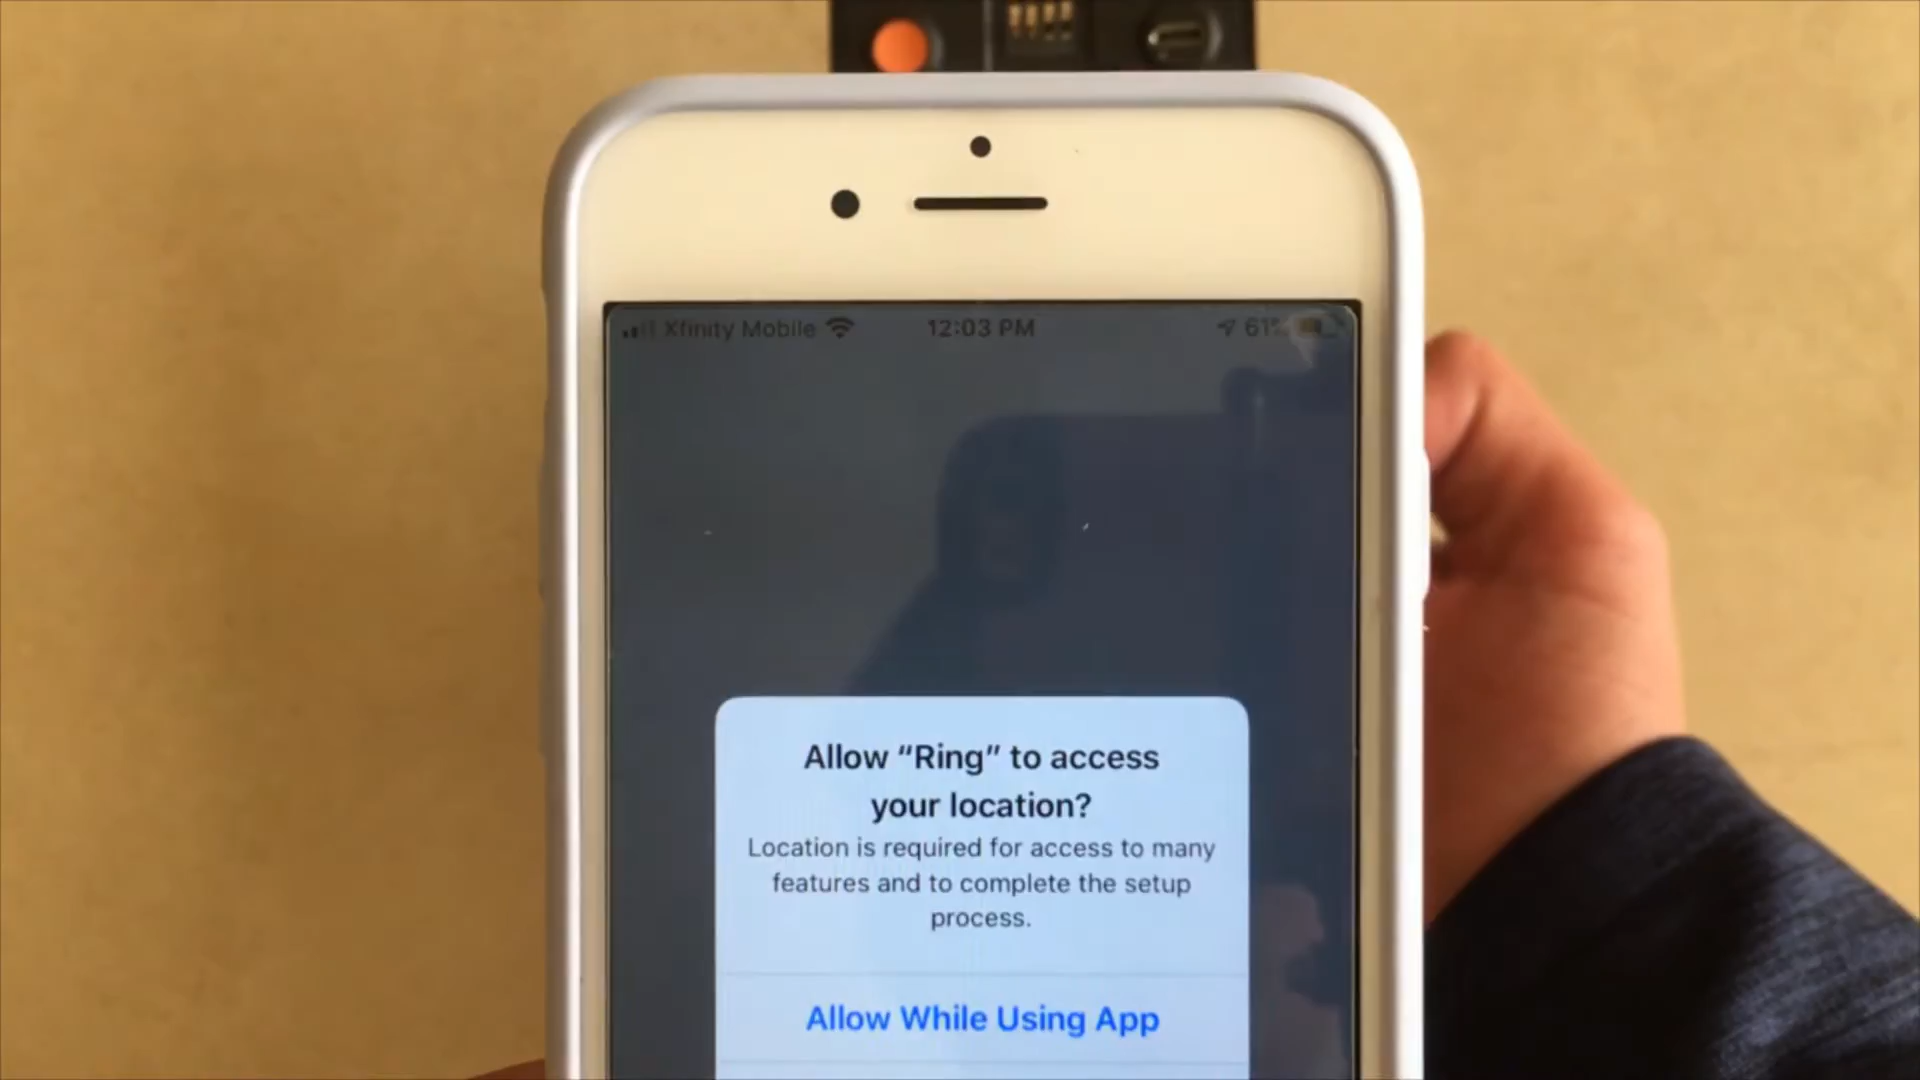 Xfinity Mobile 12:03 PM 61%
Allow “Ring” to access
your location?
Location is required for access to many
features and to complete the setup
process.
Allow While Using App